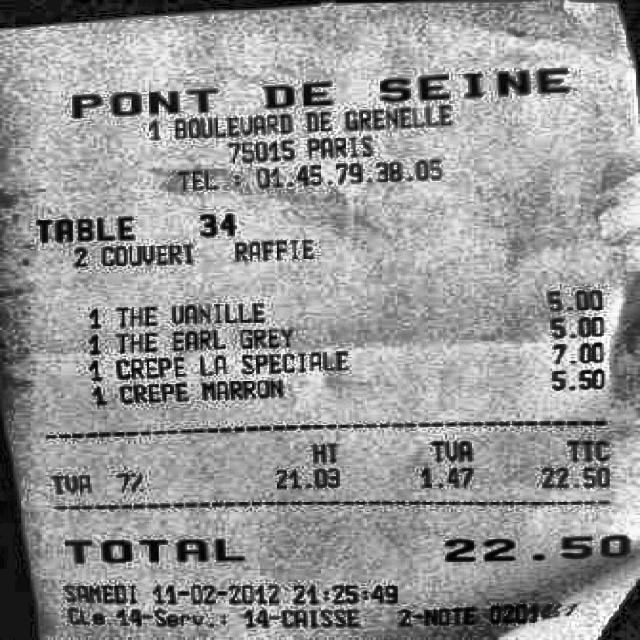 PONT DE SEINE
1 BOULEVARD DE GRENELLE
75015 PARIS
TEL : 01.45.79.38.05
TABLE 34
2 COUVERT RAFFIE
1 THE VANILLE 5.00
1 THE EARL GREY 5.00
1 CREPE LA SPECIALE 7.00
1 CREPE MARRON 5.50
HT TVA TTC
TVA 7% 21.03 1.47 22.50
TOTAL 22.50
SAMEDI 11-02-2012 21:25:49
CLe 14-Serv.: 14-CAISSE 2-NOTE